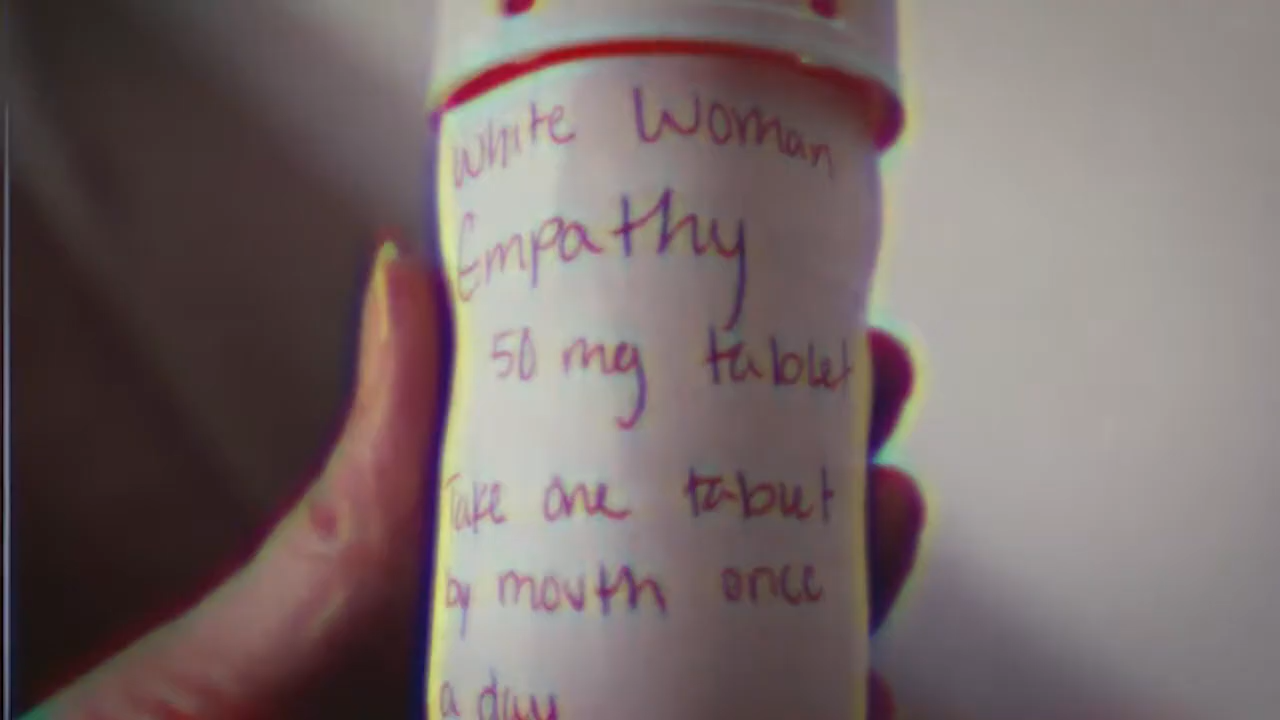 White Woman
Empathy
50 mg tablet
Take one tablet
by mouth once
a day